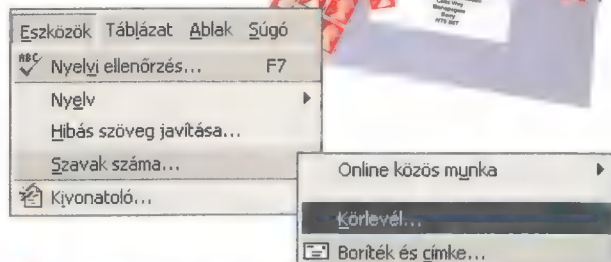 Eszközök Táblázat Ablak Súgó
ABC Nyelvi ellenőrzés... F7
Nyelv
Hibás szöveg javítása...
Szavak száma...
Kivonatoló...
Online közös munka
Körlevél...
Boríték és címke...